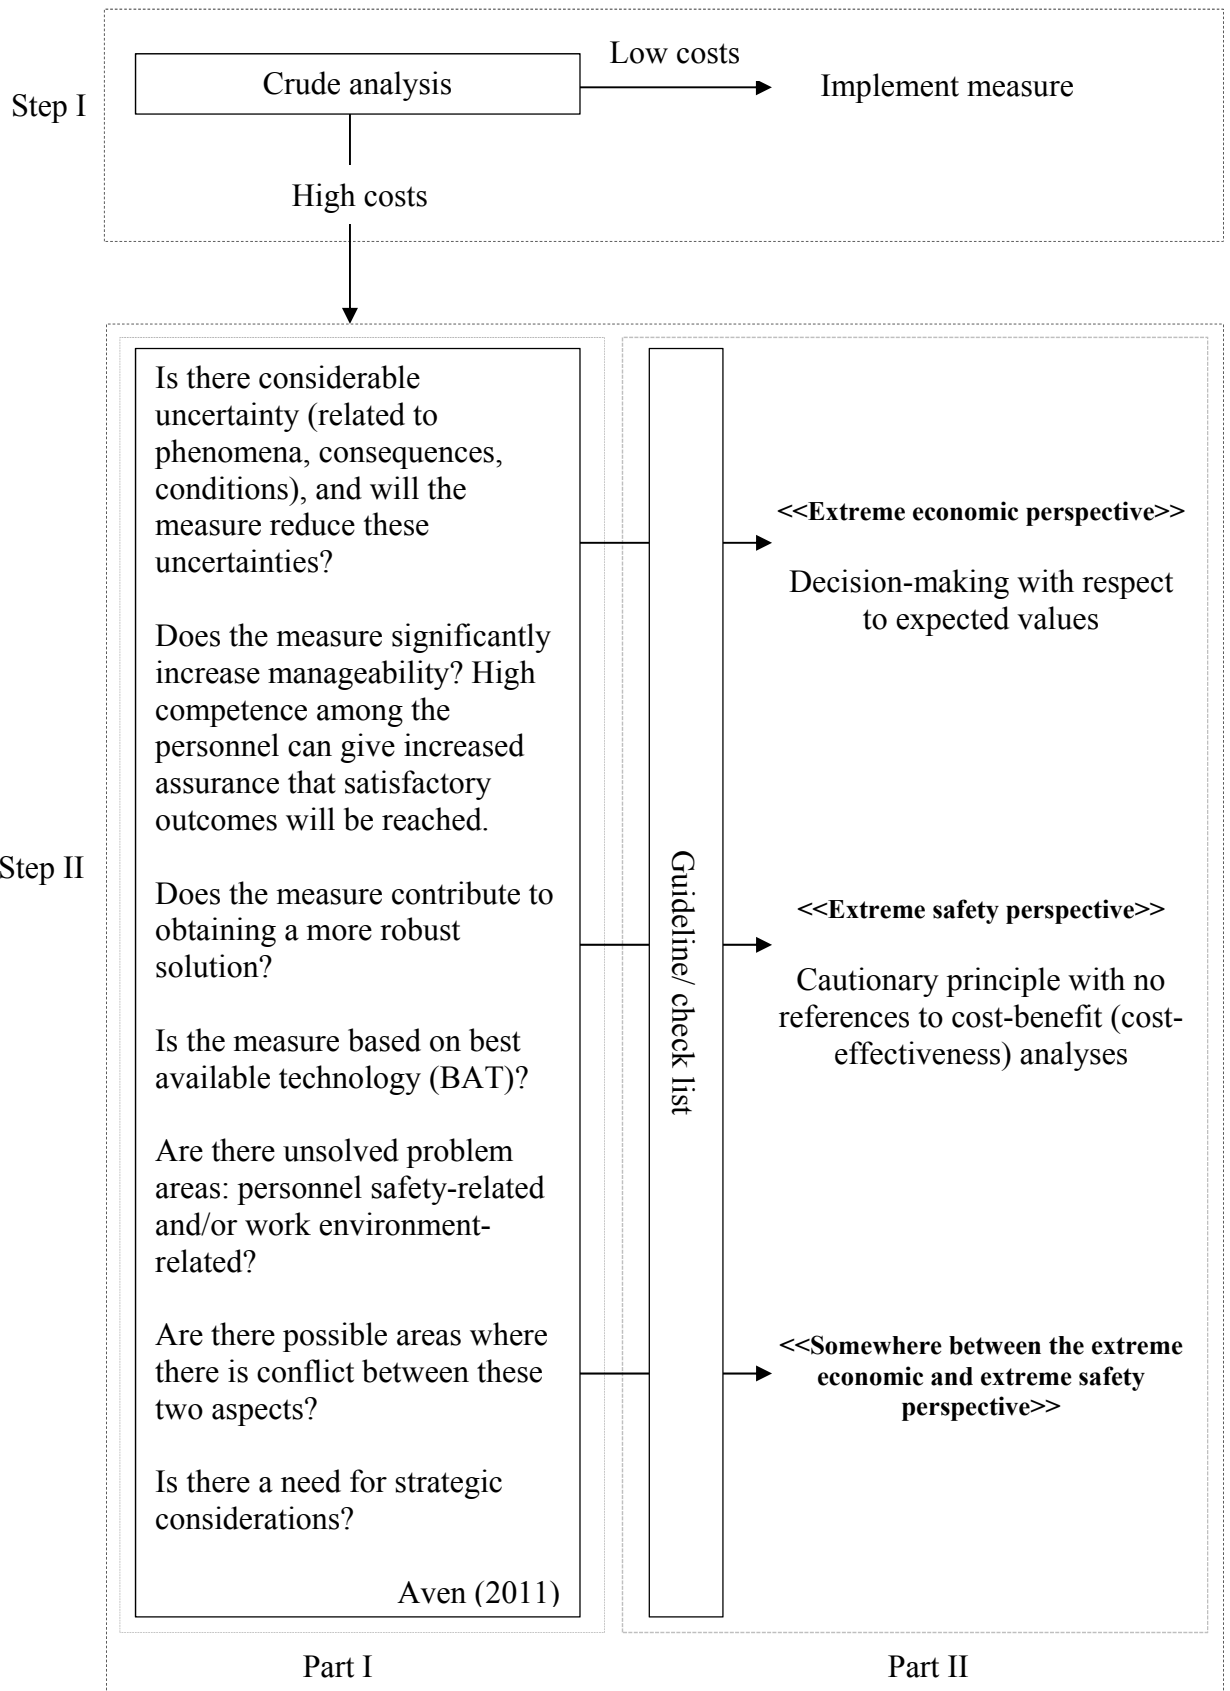 Low costs
Crude analysis
Implement measure
Step I
High costs
Is there considerable
uncertainty (related to
phenomena, consequences,
conditions), and will the
measure reduce these
uncertainties?
Does the measure significantly
increase manageability? High
competence among the
personnel can give increased
assurance that satisfactory
outcomes will be reached.
Step II
Does the measure contribute to
obtaining a more robust
solution?
Is the measure based on best
available technology (BAT)?
Are there unsolved problem
areas: personnel safety-related
and/or work environment-
related?
Are there possible areas where
there is conflict between these
two aspects?
Is there a need for strategic
considerations?
Aven (2011)
Part I
Guideline/ check list
<<Extreme economic perspective>>
Decision-making with respect
to expected values
<<Extreme safety perspective>>
Cautionary principle with no
references to cost-benefit (cost-
effectiveness) analyses
<<Somewhere between the extreme
economic and extreme safety
perspective>>
Part II